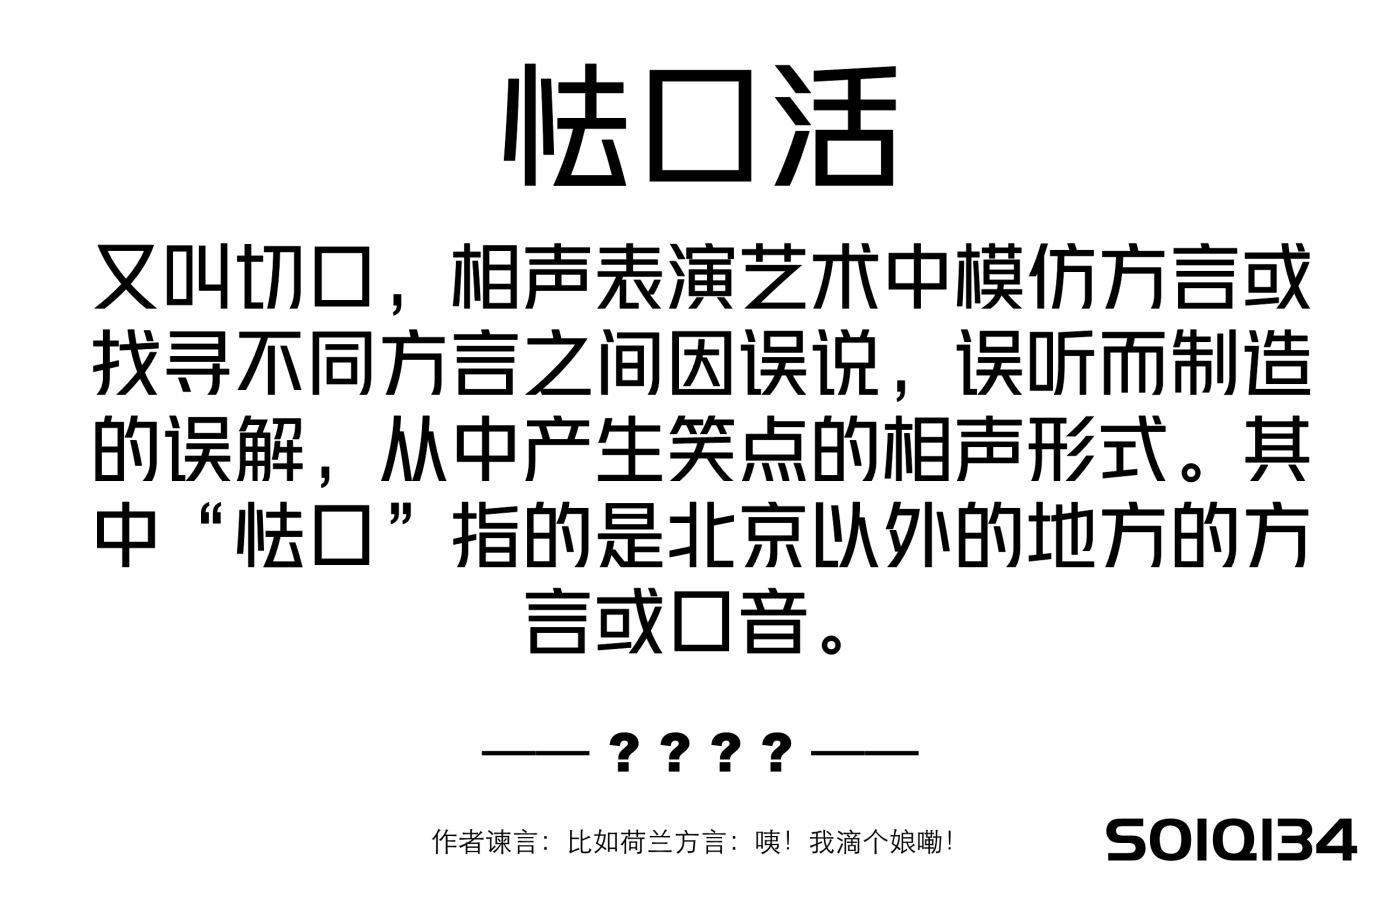 怯口活
又叫切口，相声表演艺术中模仿方言或
找寻不同方言之间因误说，误听而制造
的误解，从中产生笑点的相声形式。其
中“怯口”指的是北京以外的地方的方
言或口音。
——？？？？——
作者谏言：比如荷兰方言：咦！我滴个娘嘞！
SO1Q134